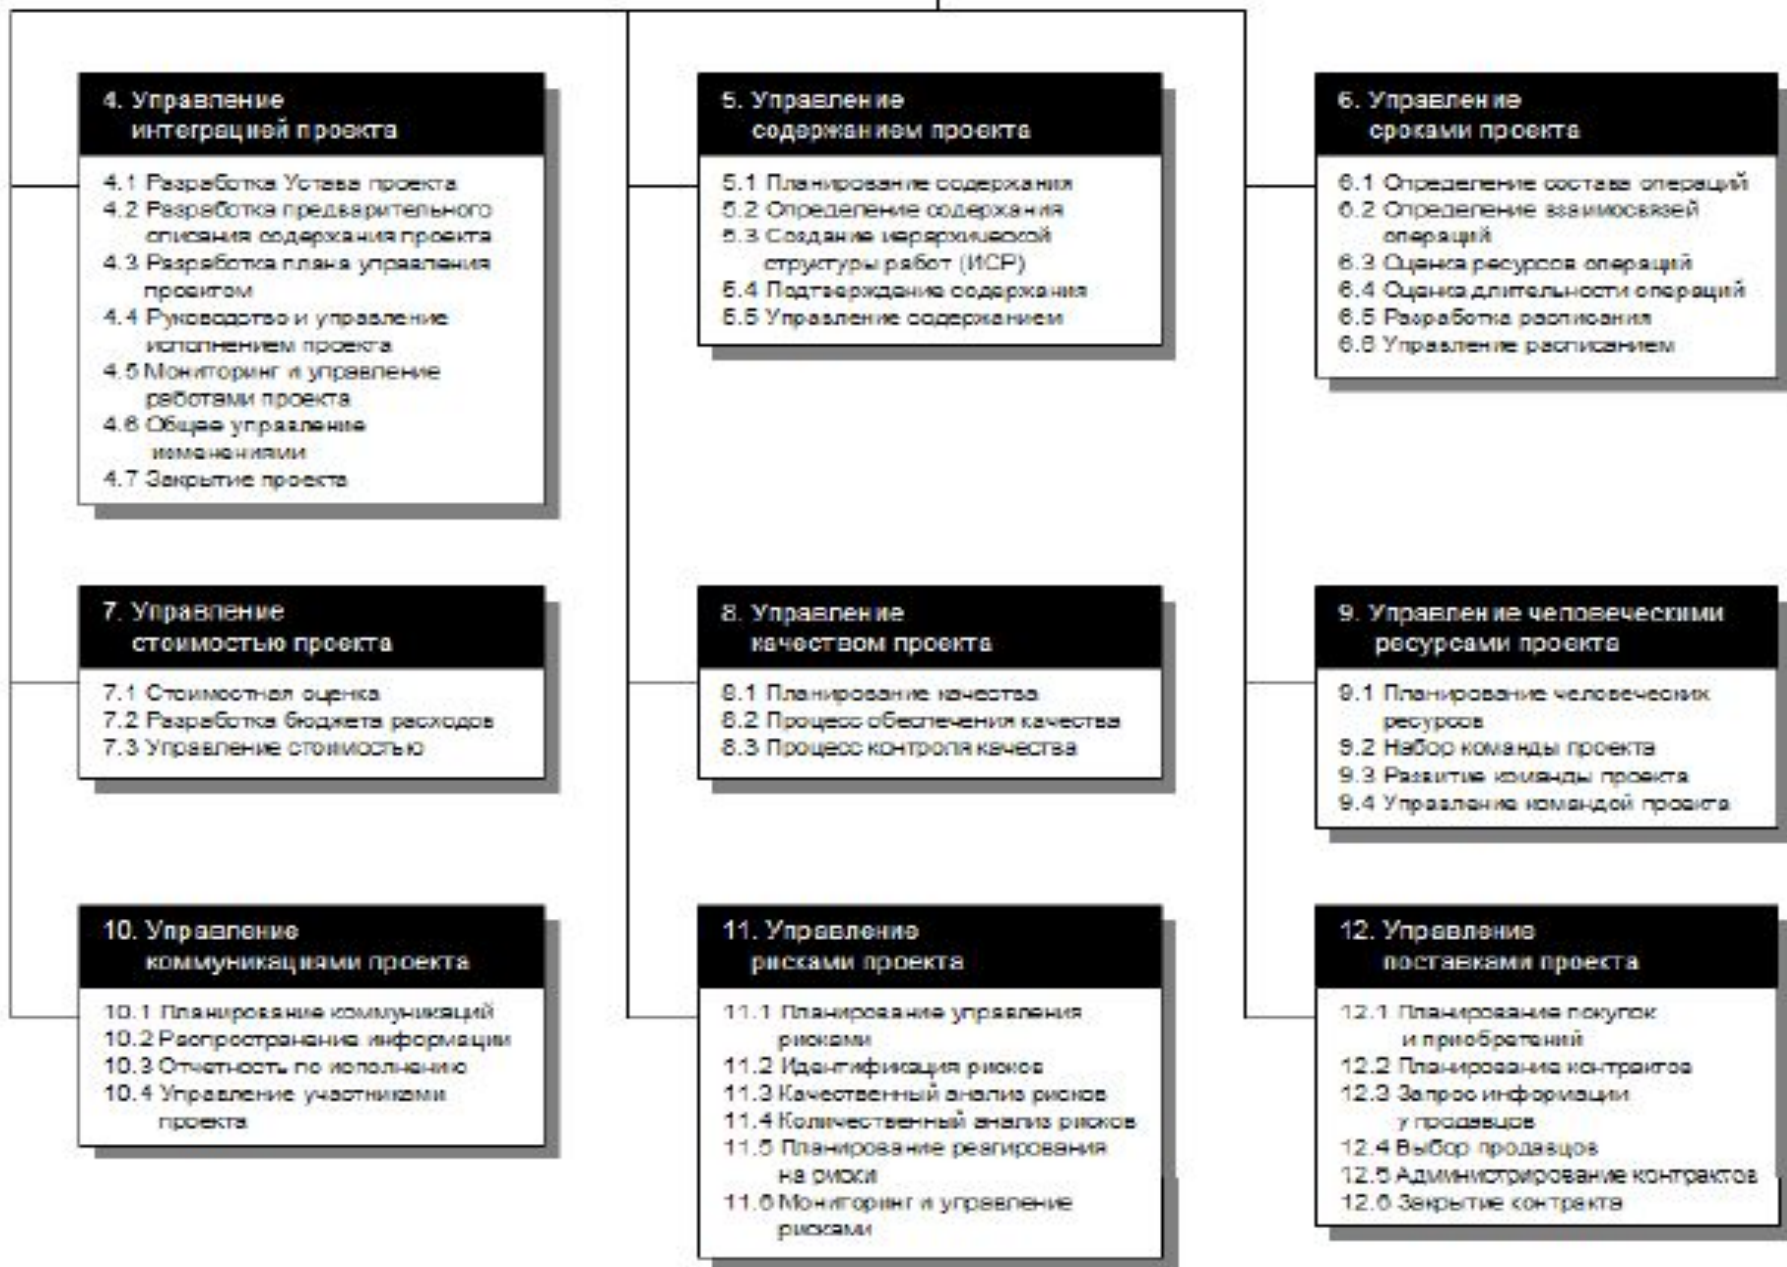 4. Управление
интеграцией проекта
4.1 Разработка Устава проекта
4.2 Разработка предварительного
описания содержания проекта
4.3 Разработка плана управления
проектом
4.4 Руководство и управление
исполнением проекта
4.5 Мониторинг и управление
работами проекта
4.6 Общее управление
изменениями
4.7 Закрытие проекта
5. Управление
содержанием проекта
5.1 Планирование содержания
5.2 Определение содержания
5.3 Создание иерархической
структуры работ (ИСР)
5.4 Подтверждение содержания
5.5 Управление содержанием
6. Управление
сроками проекта
6.1 Определение состава операций
6.2 Определение взаимосвязей
операций
6.3 Оценка ресурсов операций
6.4 Оценка длительности операций
6.5 Разработка расписания
6.6 Управление расписанием
7. Управление
стоимостью проекта
7.1 Стоимостная оценка
7.2 Разработка бюджета расходов
7.3 Управление стоимостью
8. Управление
качеством проекта
8.1 Планирование качества
8.2 Процесс обеспечения качества
8.3 Процесс контроля качества
9. Управление человеческими
ресурсами проекта
9.1 Планирование человеческих
ресурсов
9.2 Набор команды проекта
9.3 Развитие команды проекта
9.4 Управление командой проекта
10. Управление
коммуникациями проекта
10.1 Планирование коммуникаций
10.2 Распространение информации
10.3 Отчетность по исполнению
10.4 Управление участниками
проекта
11. Управление
рисками проекта
11.1 Планирование управления
рисками
11.2 Идентификация рисков
11.3 Качественный анализ рисков
11.4 Количественный анализ рисков
11.5 Планирование реагирования
на риски
11.6 Мониторинг и управление
рисками
12. Управление
поставками проекта
12.1 Планирование покупок
и приобретений
12.2 Планирование контрактов
12.3 Запрос информации
у продавцов
12.4 Выбор продавцов
12.5 Администрирование контрактов
12.6 Закрытие контракта